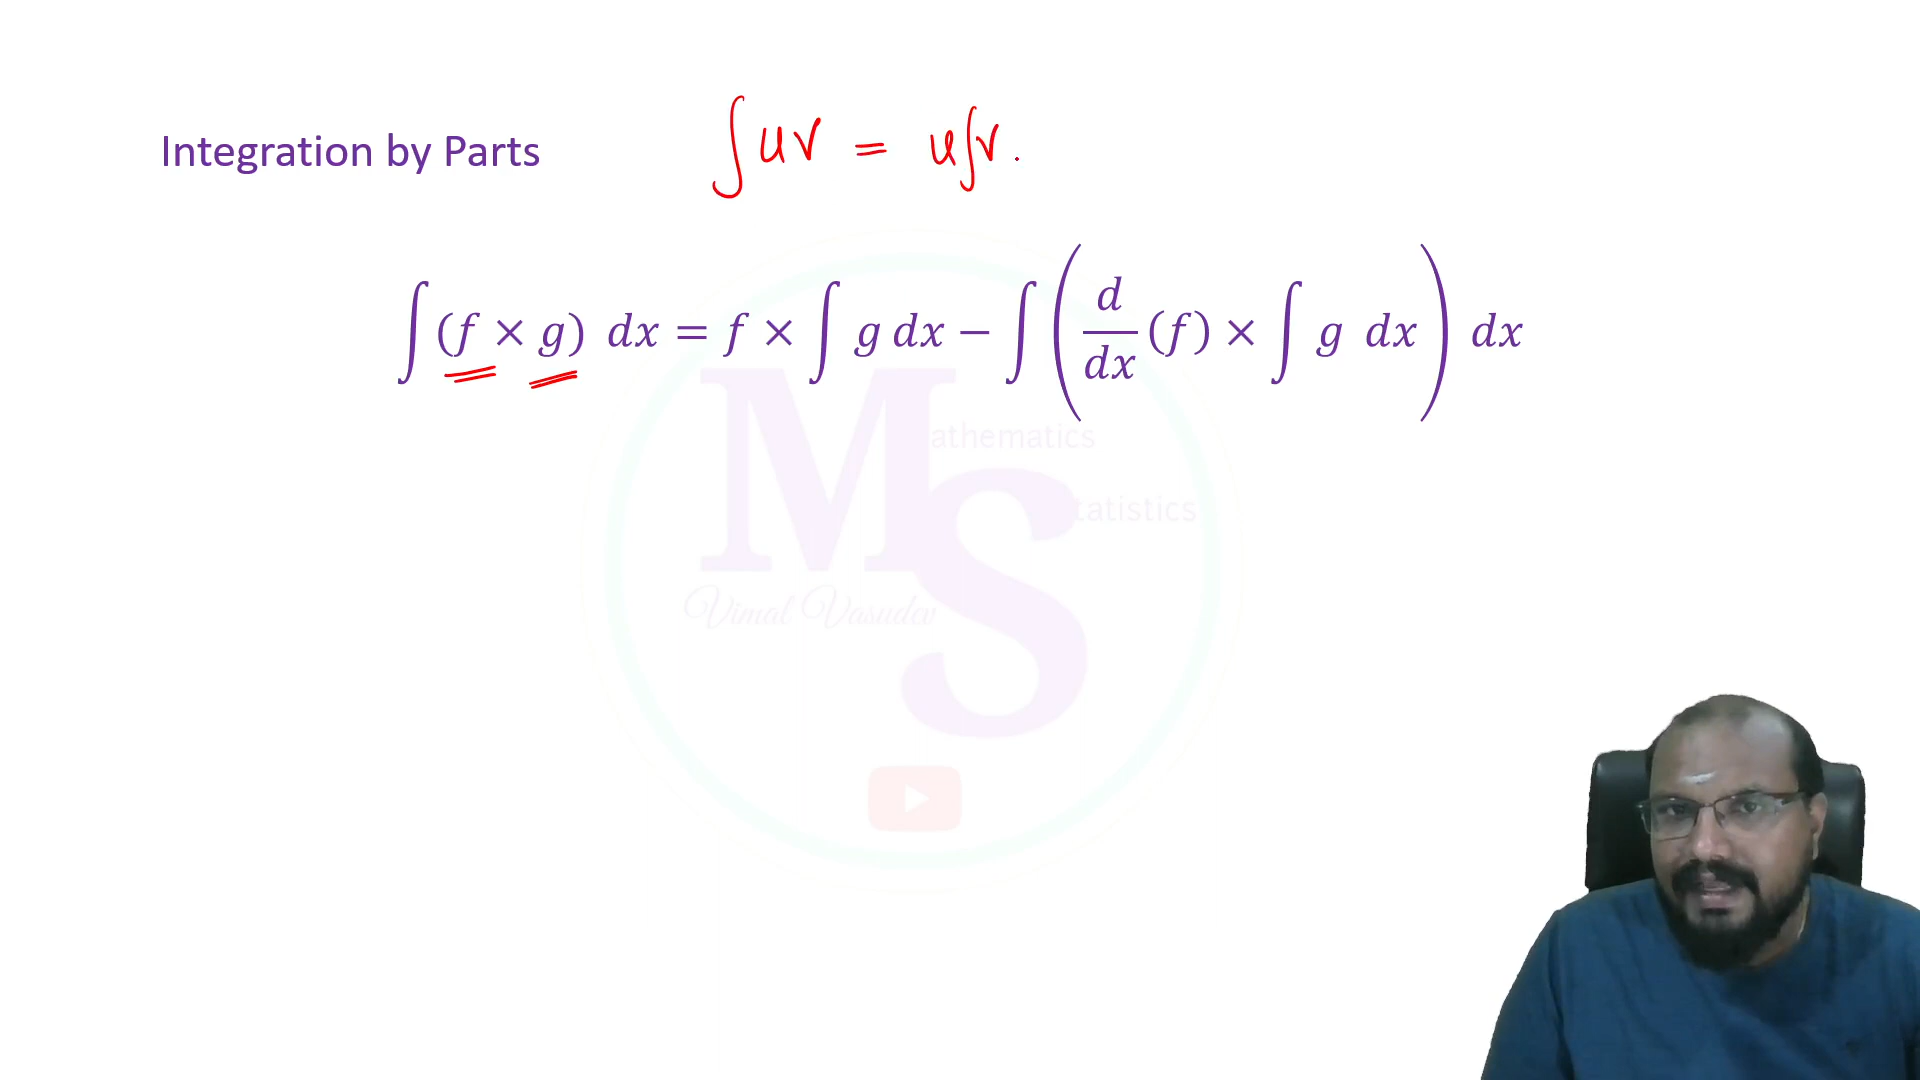 Integration by Parts
∫uv = u∫v.
∫(f × g) dx = f × ∫g dx − ∫(d/dx (f) × ∫g dx) dx
M
athematics
S
tatistics
Vimal Vasudev